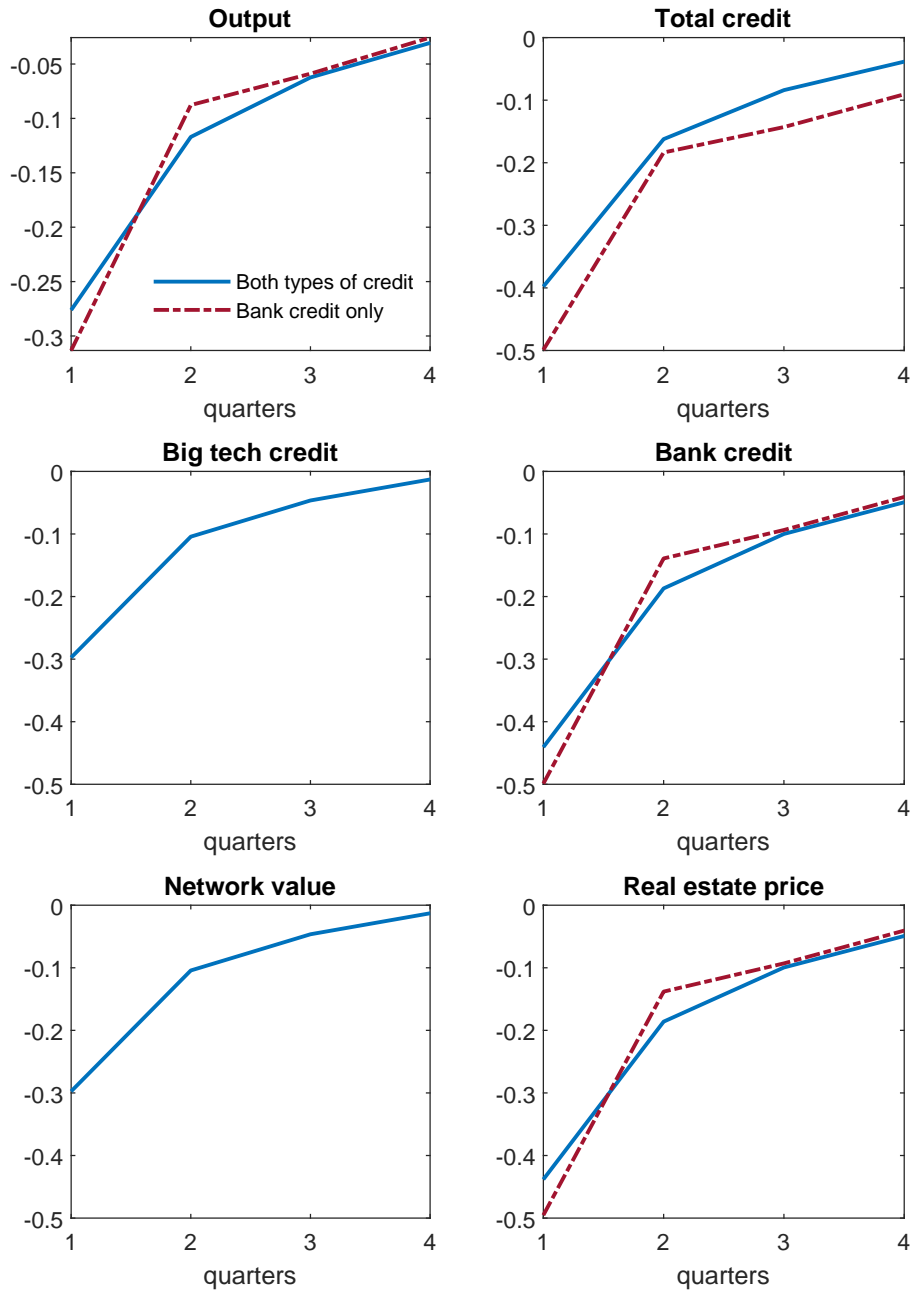 Output
-0.05
-0.1
-0.15
-0.2
-0.25
-0.3
Both types of credit
Bank credit only
1 2 3 4
quarters
Total credit
0
-0.1
-0.2
-0.3
-0.4
-0.5
1 2 3 4
quarters
Big tech credit
0
-0.1
-0.2
-0.3
-0.4
-0.5
1 2 3 4
quarters
Bank credit
0
-0.1
-0.2
-0.3
-0.4
-0.5
1 2 3 4
quarters
Network value
0
-0.1
-0.2
-0.3
-0.4
-0.5
1 2 3 4
quarters
Real estate price
0
-0.1
-0.2
-0.3
-0.4
-0.5
1 2 3 4
quarters